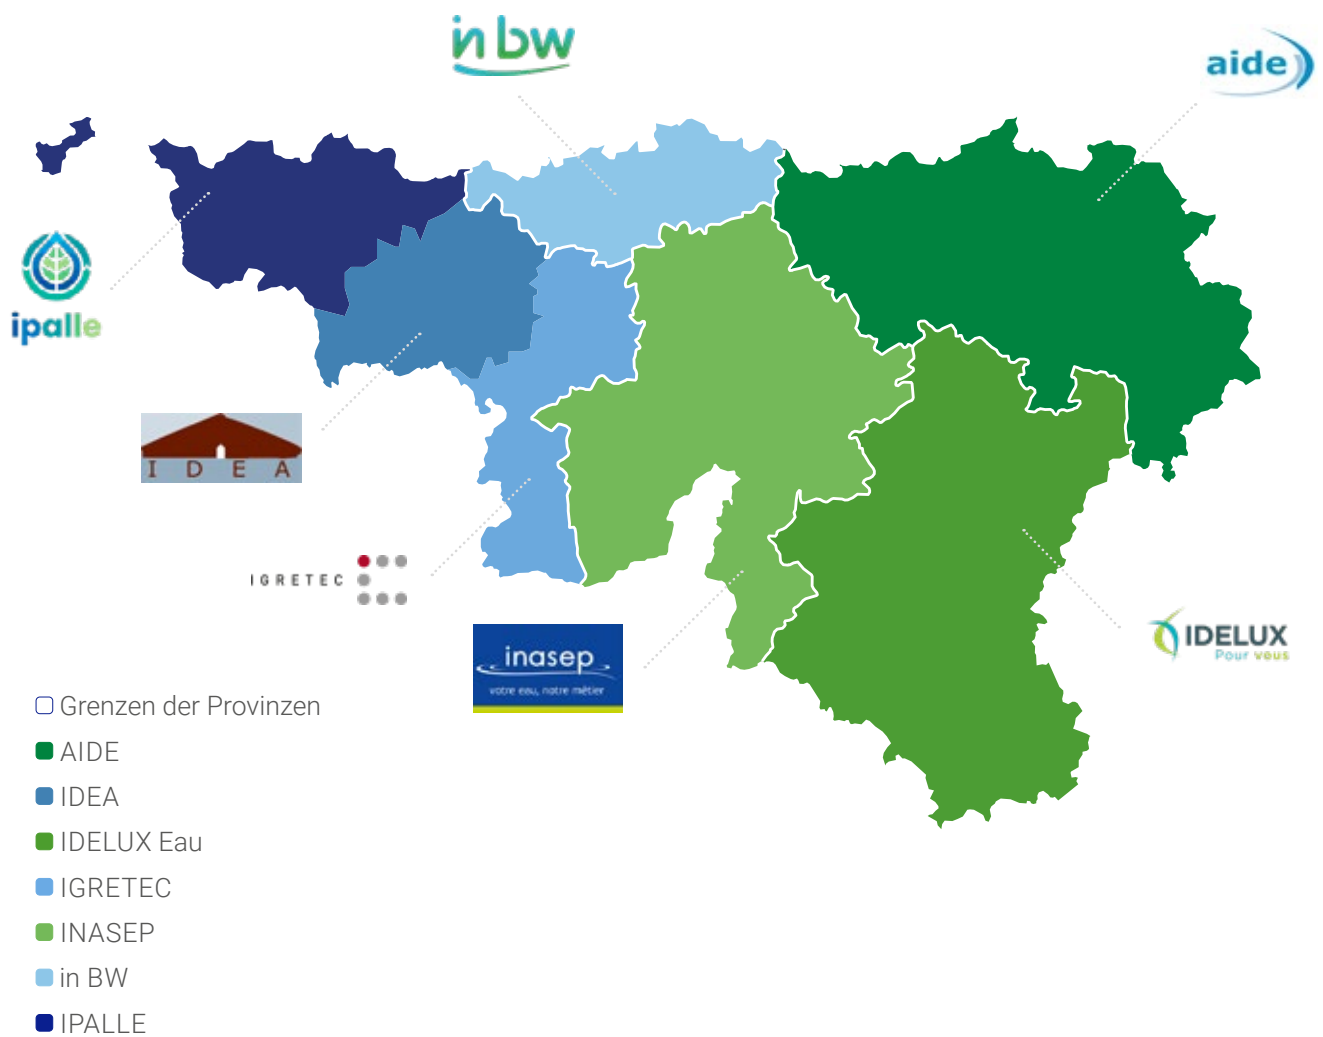 in bw
aide
ipalle
IDEA
IGRETEC
inasep
votre eau, notre métier
IDELUX
Pour vous
Grenzen der Provinzen
AIDE
IDEA
IDELUX Eau
IGRETEC
INASEP
in BW
IPALLE